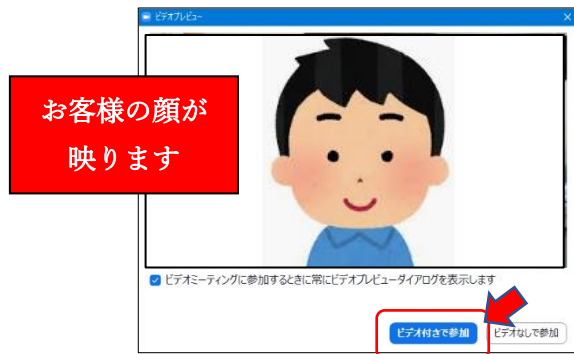 ビデオプレビュー
お客様の顔が
映ります
ビデオミーティングに参加するときに常にビデオプレビューダイアログを表示します
ビデオ付きで参加
ビデオなしで参加